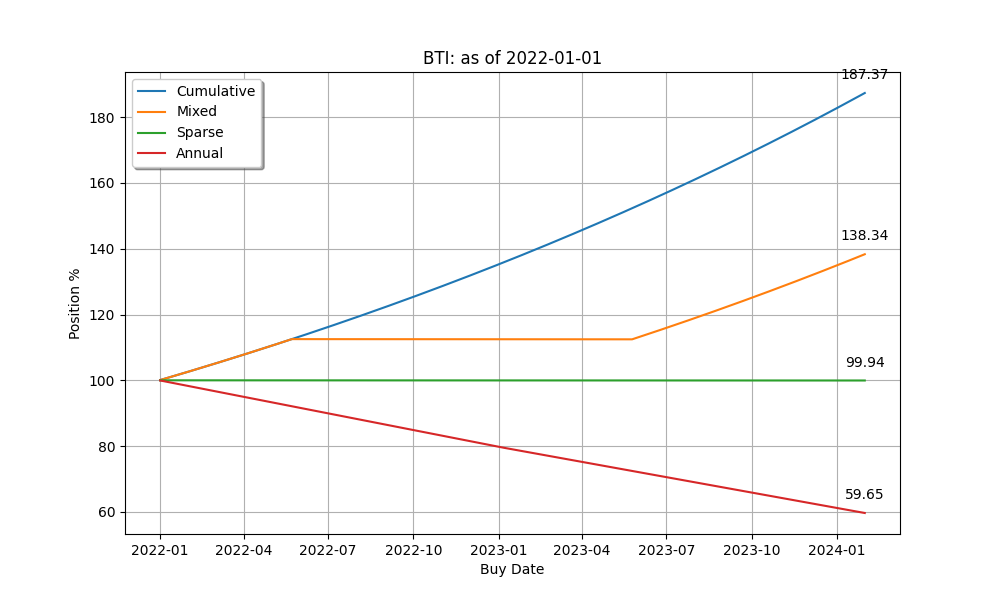 BTI: as of 2022-01-01
187.37
Cumulative
Mixed
Sparse
Annual
180
160
140
120
100
80
60
138.34
99.94
59.65
Position %
2022-01
2022-04
2022-07
2022-10
2023-01
2023-04
2023-07
2023-10
2024-01
Buy Date